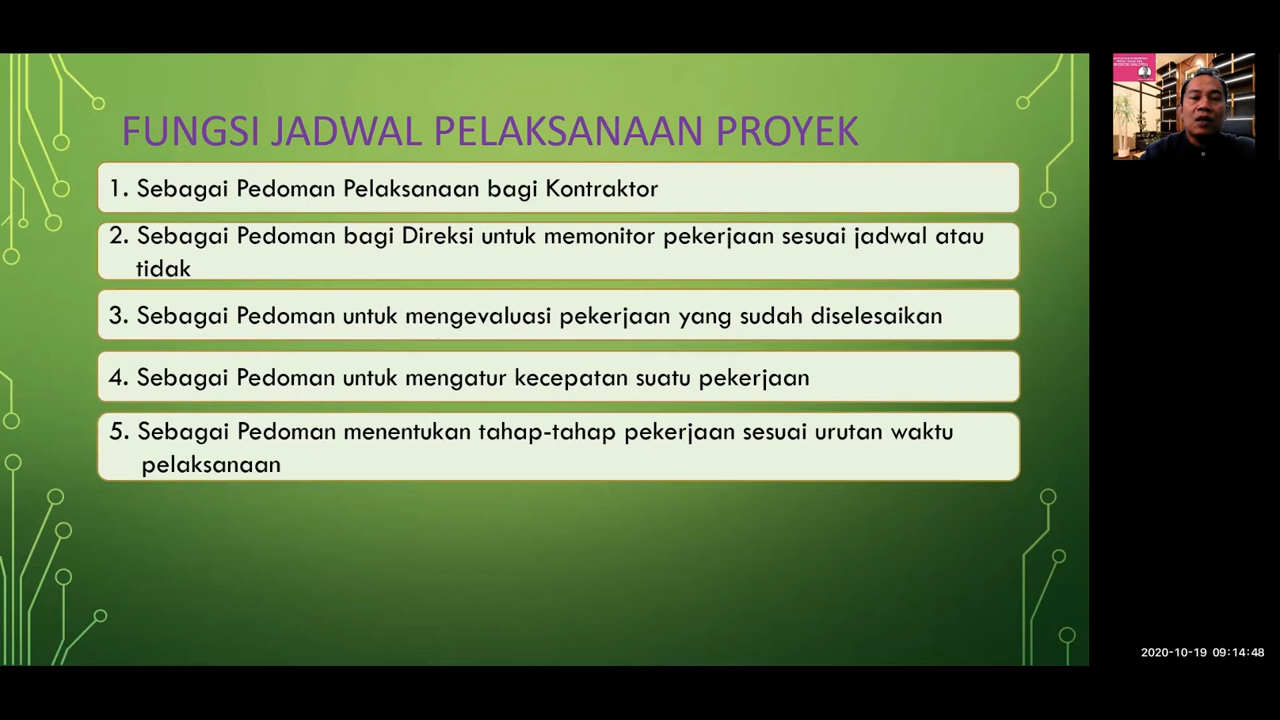 FUNGSI JADWAL PELAKSANAAN PROYEK
1. Sebagai Pedoman Pelaksanaan bagi Kontraktor
2. Sebagai Pedoman bagi Direksi untuk memonitor pekerjaan sesuai jadwal atau
tidak
3. Sebagai Pedoman untuk mengevaluasi pekerjaan yang sudah diselesaikan
4. Sebagai Pedoman untuk mengatur kecepatan suatu pekerjaan
5. Sebagai Pedoman menentukan tahap-tahap pekerjaan sesuai urutan waktu
pelaksanaan
2020-10-19 09:14:48